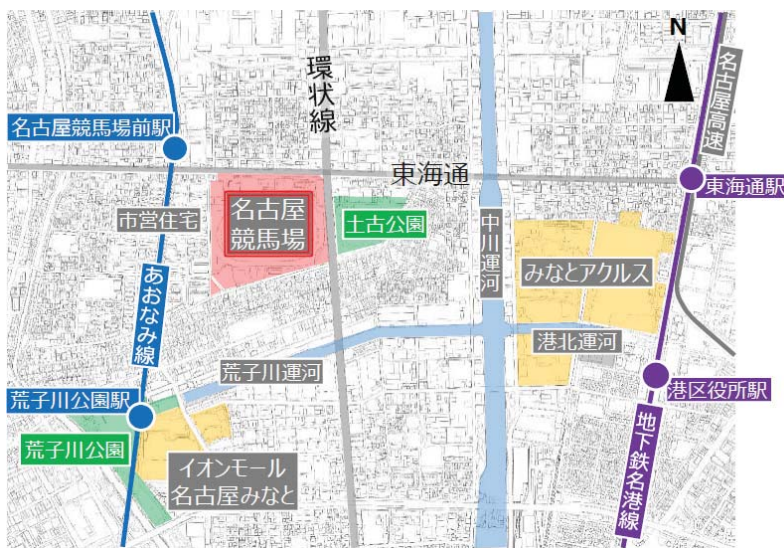 N
環状線
名古屋高速
名古屋競馬場前駅
東海通
東海通駅
市営住宅
名古屋
競馬場
土古公園
中川運河
みなとアクルス
あおなみ線
港北運河
荒子川運河
荒子川公園駅
港区役所駅
荒子川公園
イオンモール
名古屋みなと
地下鉄名港線